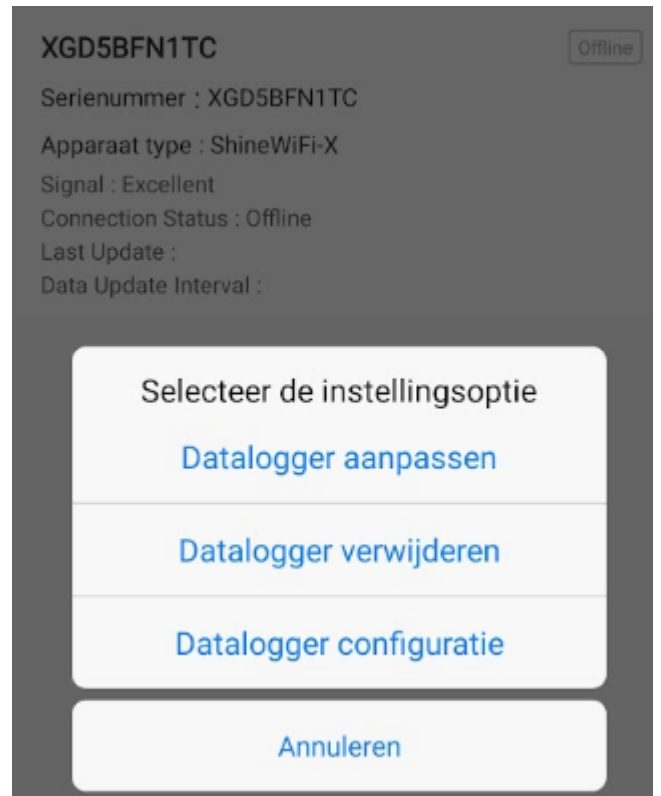 XGD5BFN1TC
Offline
Serienummer : XGD5BFN1TC
Apparaat type : ShineWiFi-X
Signal : Excellent
Connection Status : Offline
Last Update :
Data Update Interval :
Selecteer de instellingsoptie
Datalogger aanpassen
Datalogger verwijderen
Datalogger configuratie
Annuleren